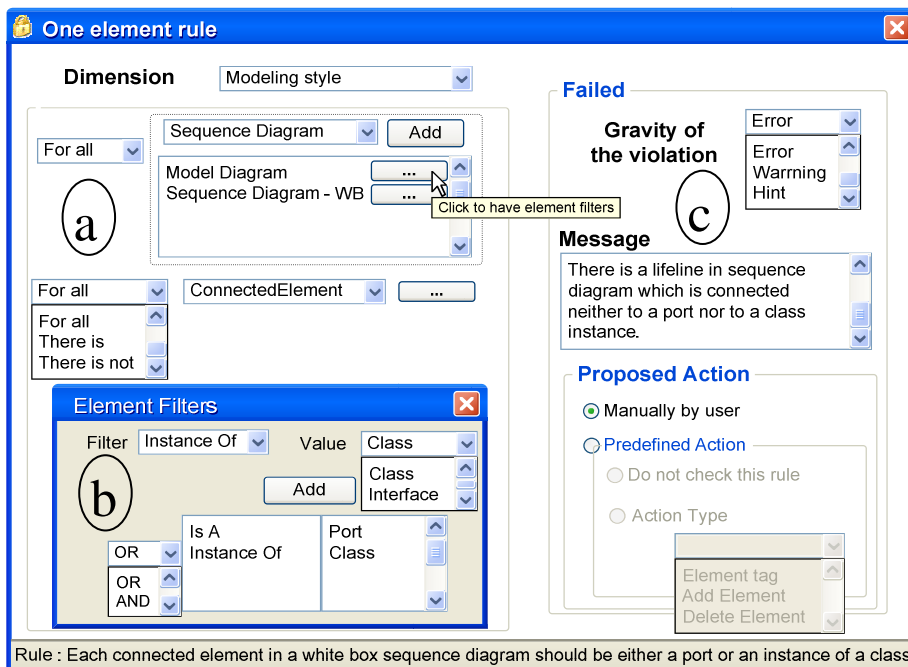 One element rule
Dimension
Modeling style
For all
Sequence Diagram
Add
Model Diagram
...
Sequence Diagram - WB
...
Click to have element filters
a
For all
ConnectedElement
...
For all
There is
There is not
Element Filters
Filter
Instance Of
Value
Class
Class
Interface
b
Add
OR
OR
AND
Is A
Instance Of
Port
Class
Failed
Gravity of
the violation
Error
Error
Warrning
Hint
c
Message
There is a lifeline in sequence
diagram which is connected
neither to a port nor to a class
instance.
Proposed Action
Manually by user
Predefined Action
Do not check this rule
Action Type
Element tag
Add Element
Delete Element
Rule : Each connected element in a white box sequence diagram should be either a port or an instance of a class